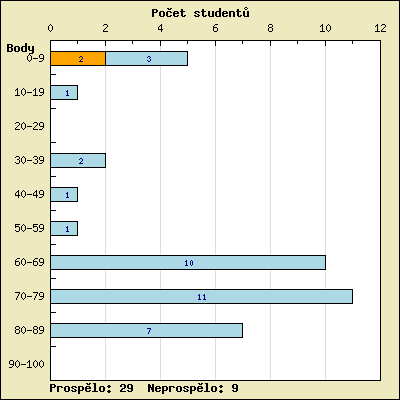 Počet studentů
0 2 4 6 8 10 12
Body
0-9 2 3
10-19 1
20-29
30-39 2
40-49 1
50-59 1
60-69 10
70-79 11
80-89 7
90-100
Prospělo: 29 Neprospělo: 9